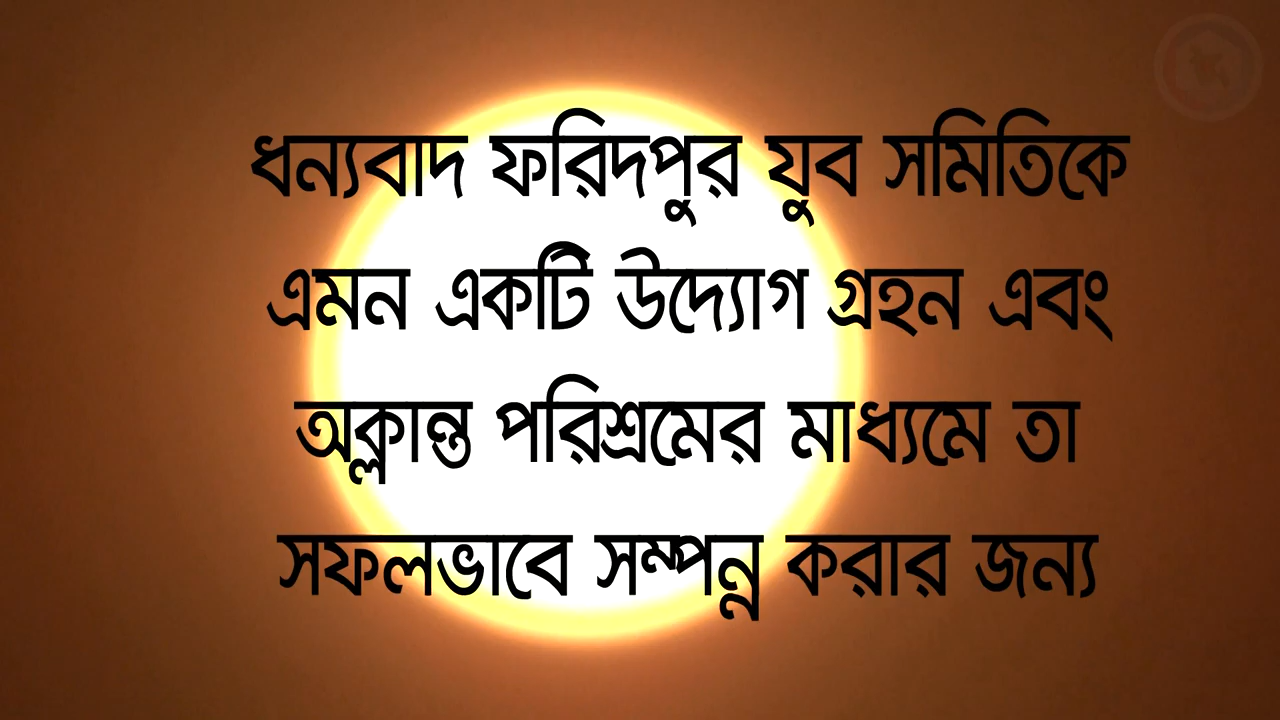 ধন্যবাদ ফরিদপুর যুব সমিতিকে
এমন একটি উদ্যোগ গ্রহন এবং
অক্লান্ত পরিশ্রমের মাধ্যমে তা
সফলভাবে সম্পন্ন করার জন্য